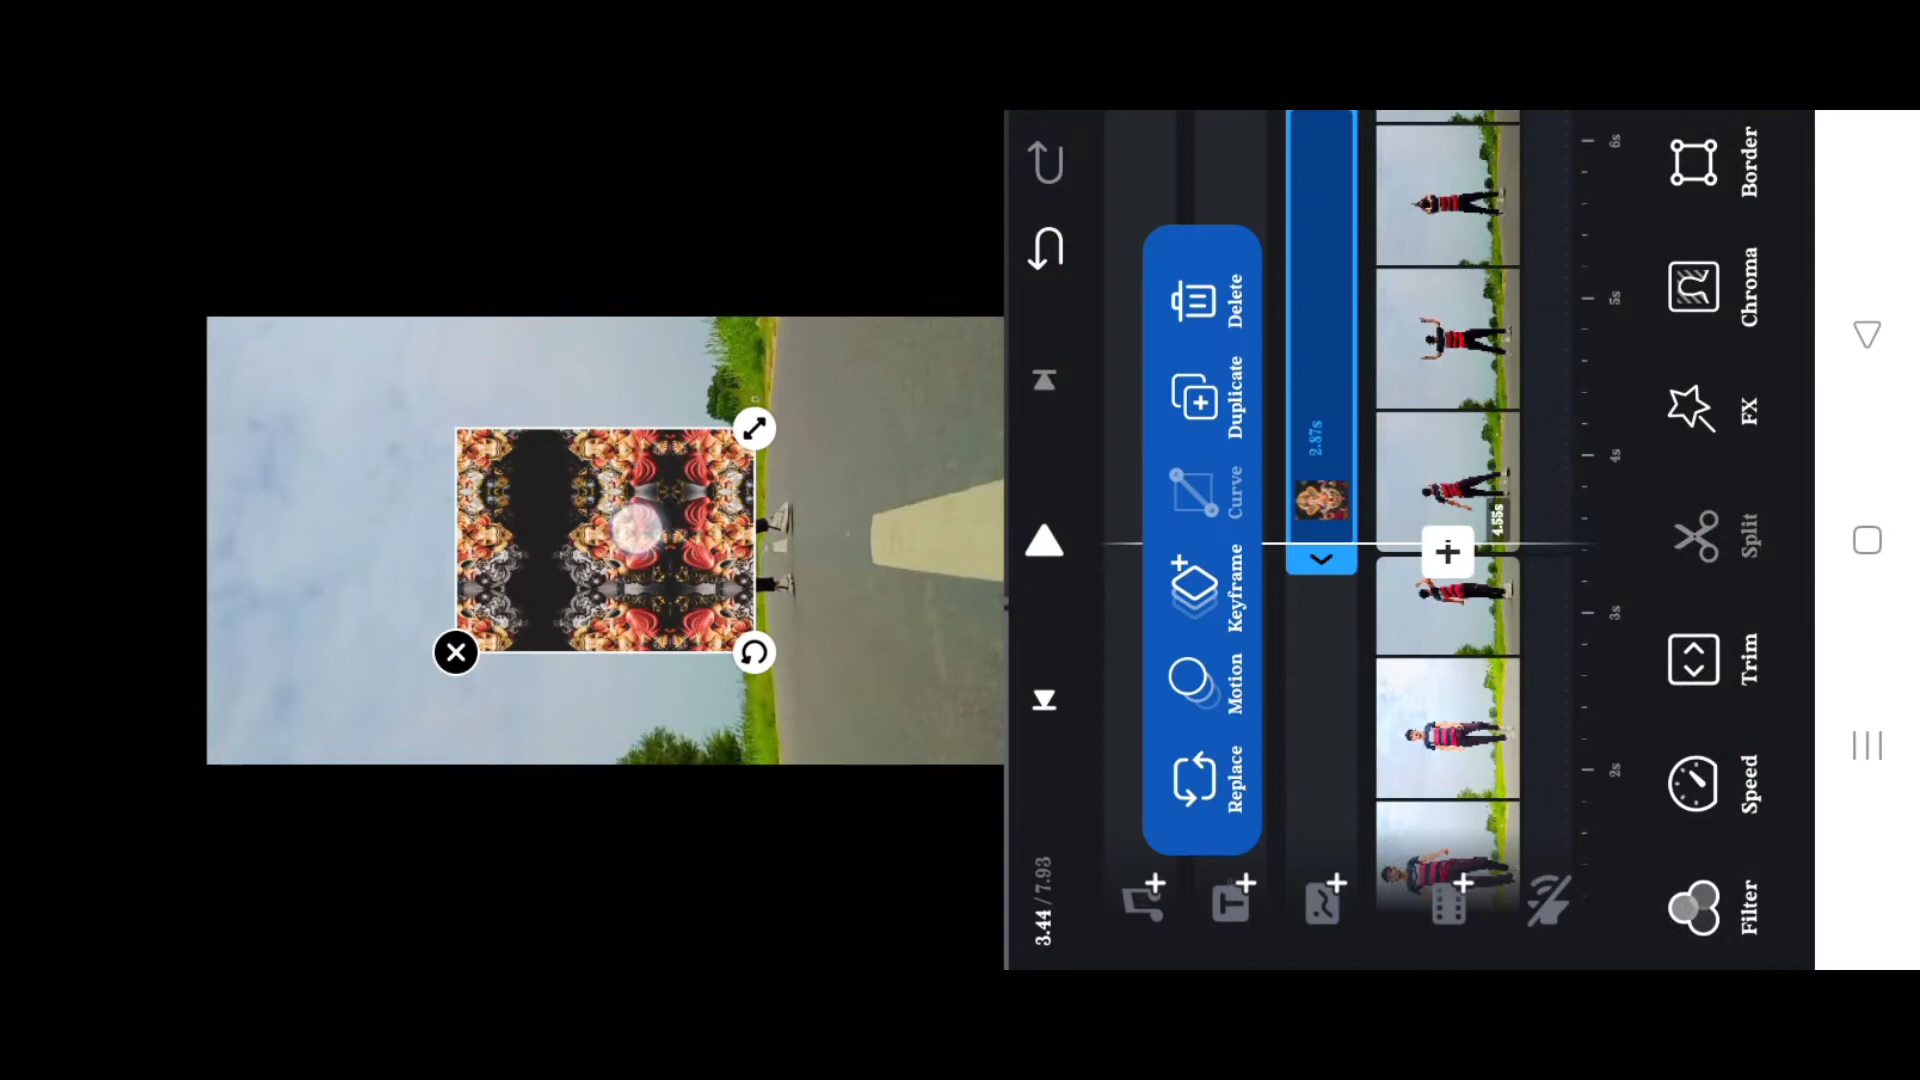 3.44 / 7.93
Replace
Motion
Keyframe
Curve
Duplicate
Delete
2.87s
4.55s
2s
3s
4s
5s
6s
Filter
Speed
Trim
Split
FX
Chroma
Border